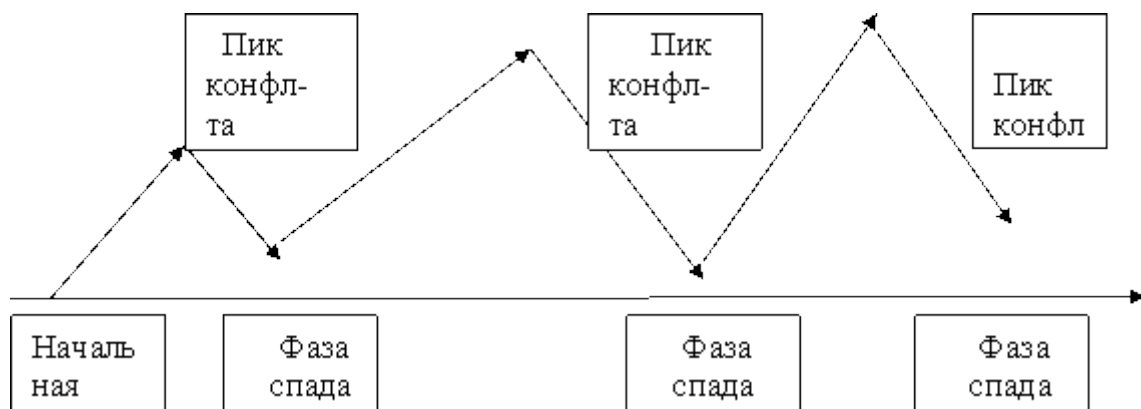 Пик
конфл-
та
Пик
конфл-
та
Пик
конфл
Началь
ная
Фаза
спада
Фаза
спада
Фаза
спада